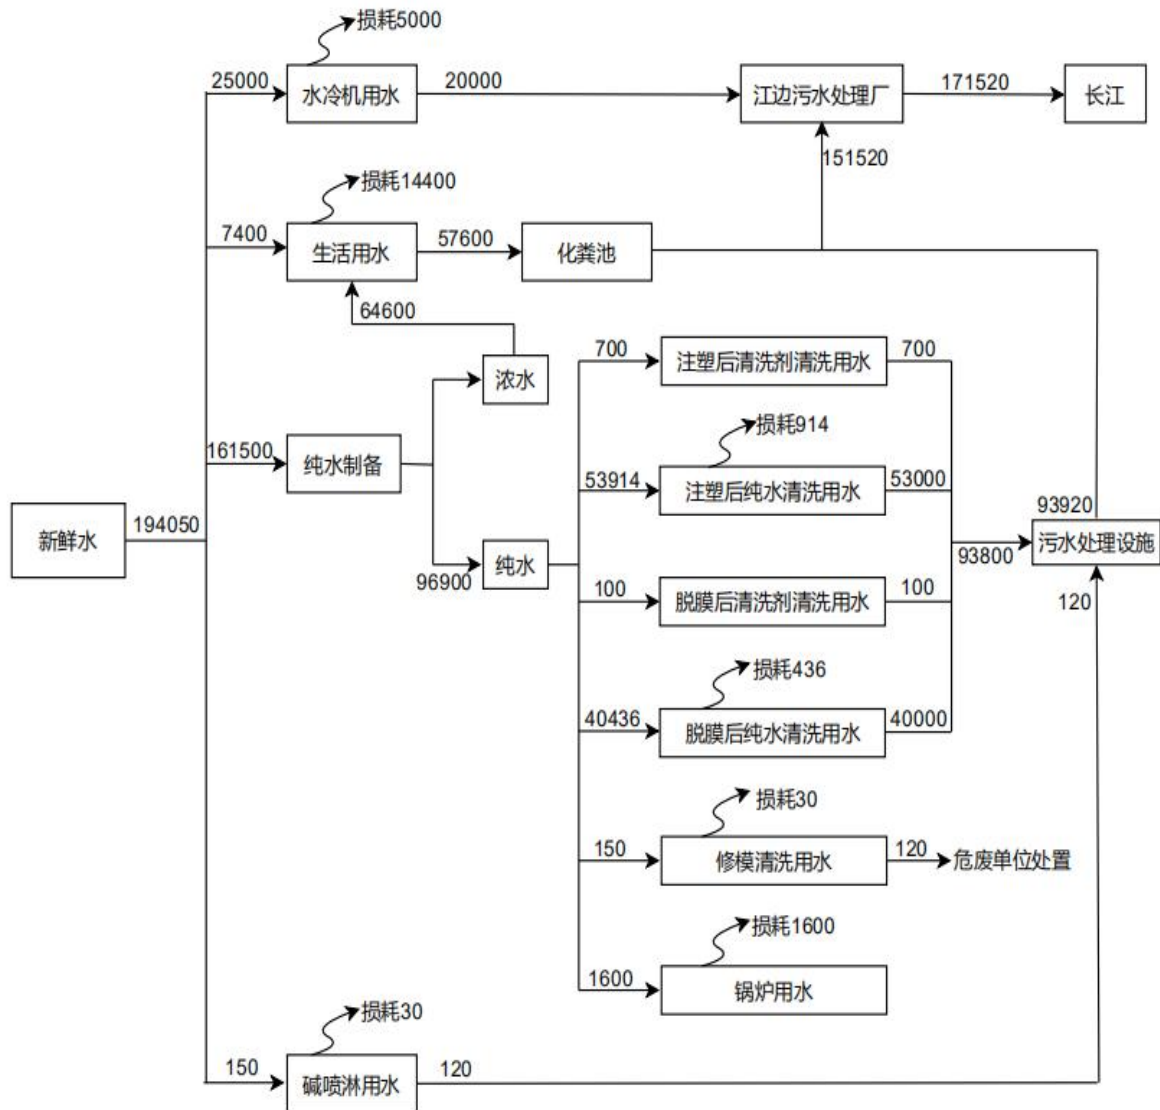 损耗5000
25000
水冷机用水
20000
江边污水处理厂
171520
长江
151520
损耗14400
7400
生活用水
57600
化粪池
64600
浓水
700
注塑后清洗剂清洗用水
700
损耗914
161500
纯水制备
53914
注塑后纯水清洗用水
53000
新鲜水
194050
纯水
96900
93920
污水处理设施
93800
120
100
脱膜后清洗剂清洗用水
100
损耗436
40436
脱膜后纯水清洗用水
40000
损耗30
150
修模清洗用水
120
危废单位处置
损耗1600
1600
锅炉用水
损耗30
150
碱喷淋用水
120